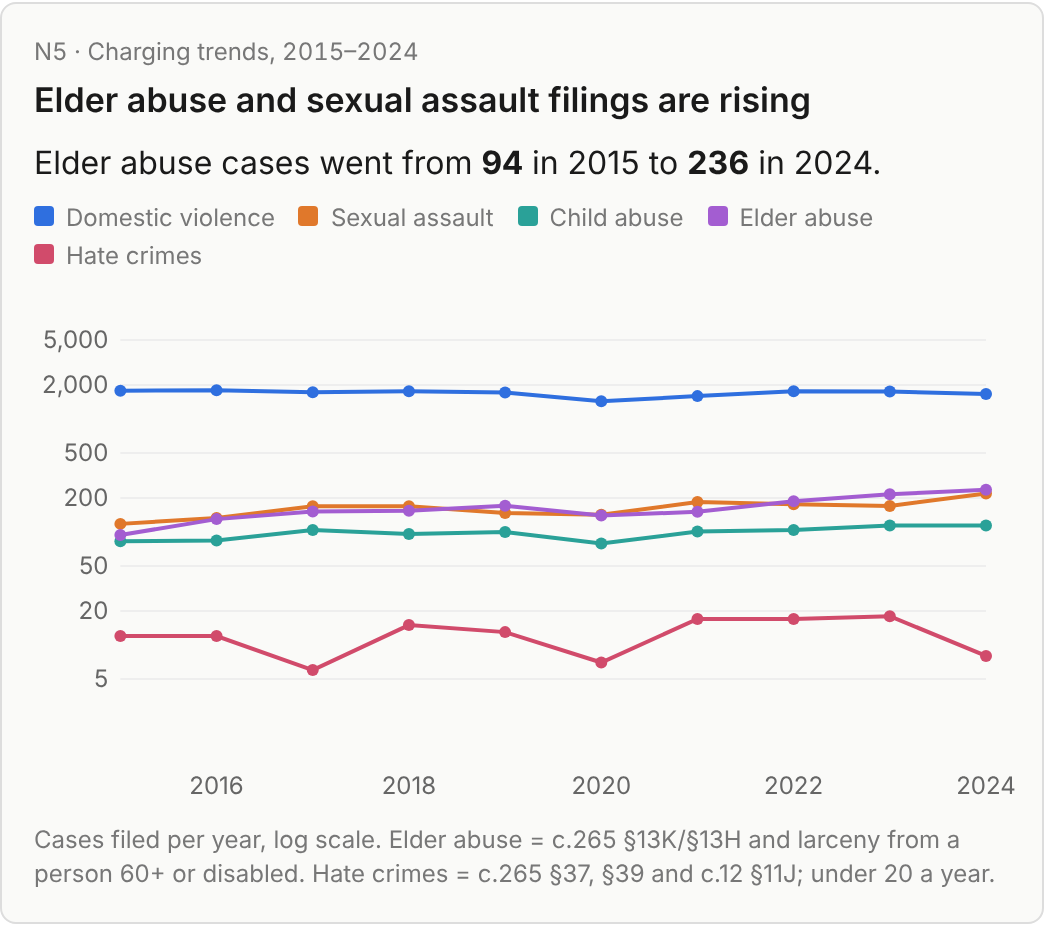 N5 · Charging trends, 2015–2024
Elder abuse and sexual assault filings are rising
Elder abuse cases went from 94 in 2015 to 236 in 2024.
Domestic violence Sexual assault Child abuse Elder abuse
Hate crimes
5,000
2,000
500
200
50
20
5
2016 2018 2020 2022 2024
Cases filed per year, log scale. Elder abuse = c.265 §13K/§13H and larceny from a
person 60+ or disabled. Hate crimes = c.265 §37, §39 and c.12 §11J; under 20 a year.